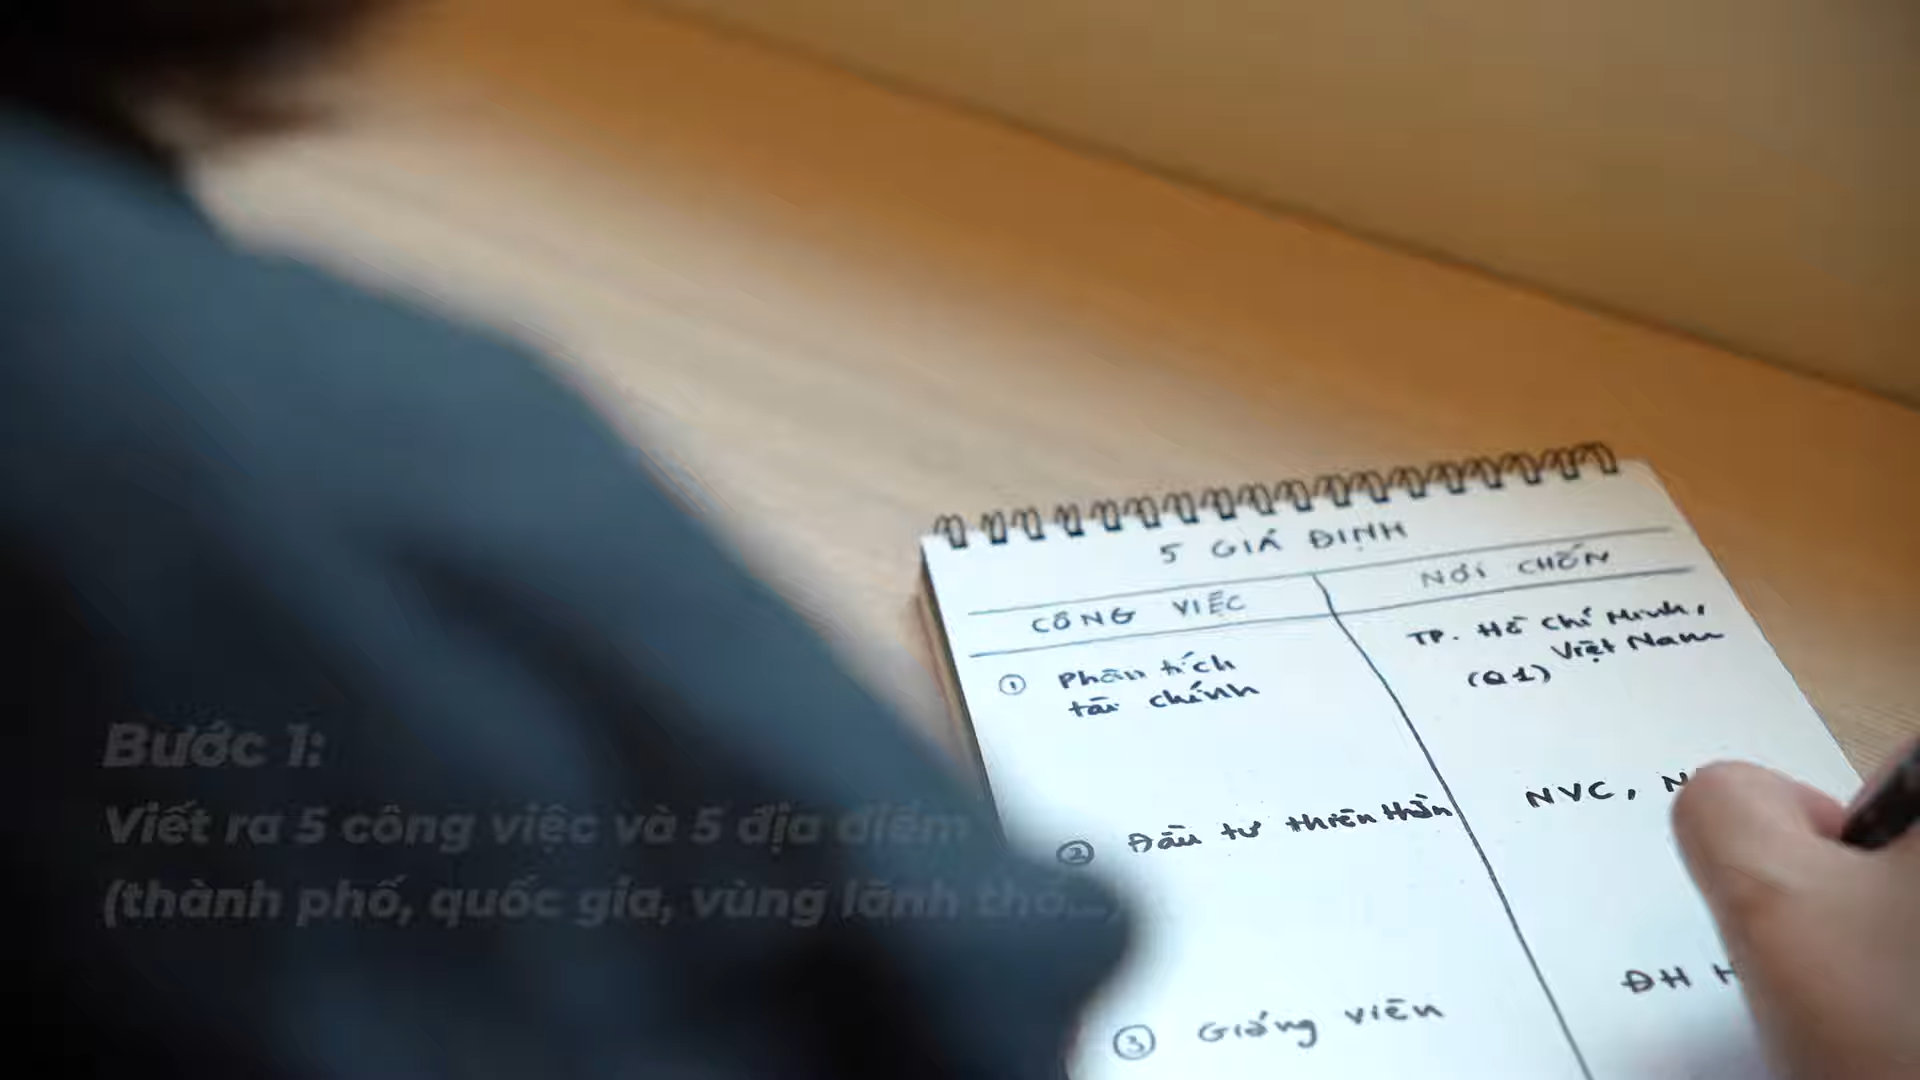 5 GIẢ ĐỊNH
CÔNG VIỆC
NƠI CHỐN
① Phân tích
tài chính
TP. Hồ Chí Minh,
Việt Nam
(Q1)
② Đầu tư thiên thần
NVC,
③ Giảng viên
ĐH
Bước 1:
Viết ra 5 công việc và 5 địa điểm
(thành phố, quốc gia, vùng lãnh thổ...)